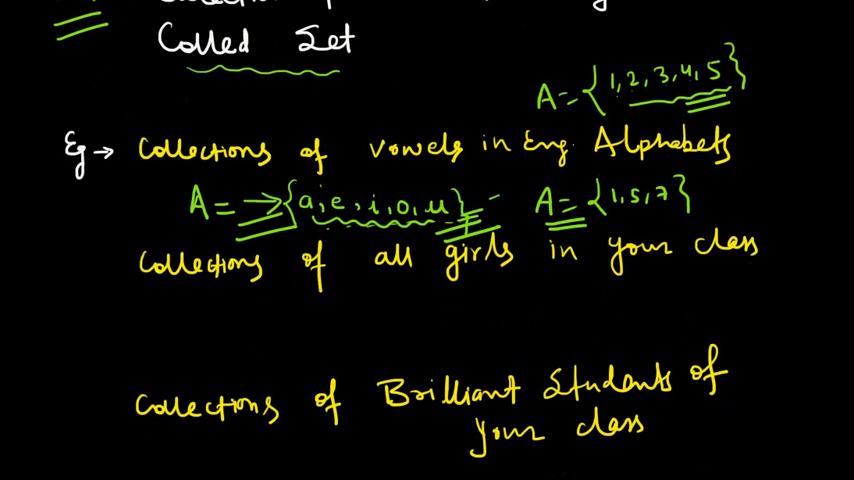 Called Set
A = {1, 2, 3, 4, 5}
Eg → Collections of vowels in Eng. Alphabets
A = → {a, e, i, o, u} A = {1, 5, 7}
Collections of all girls in your class
Collections of Brilliant Students of
your class